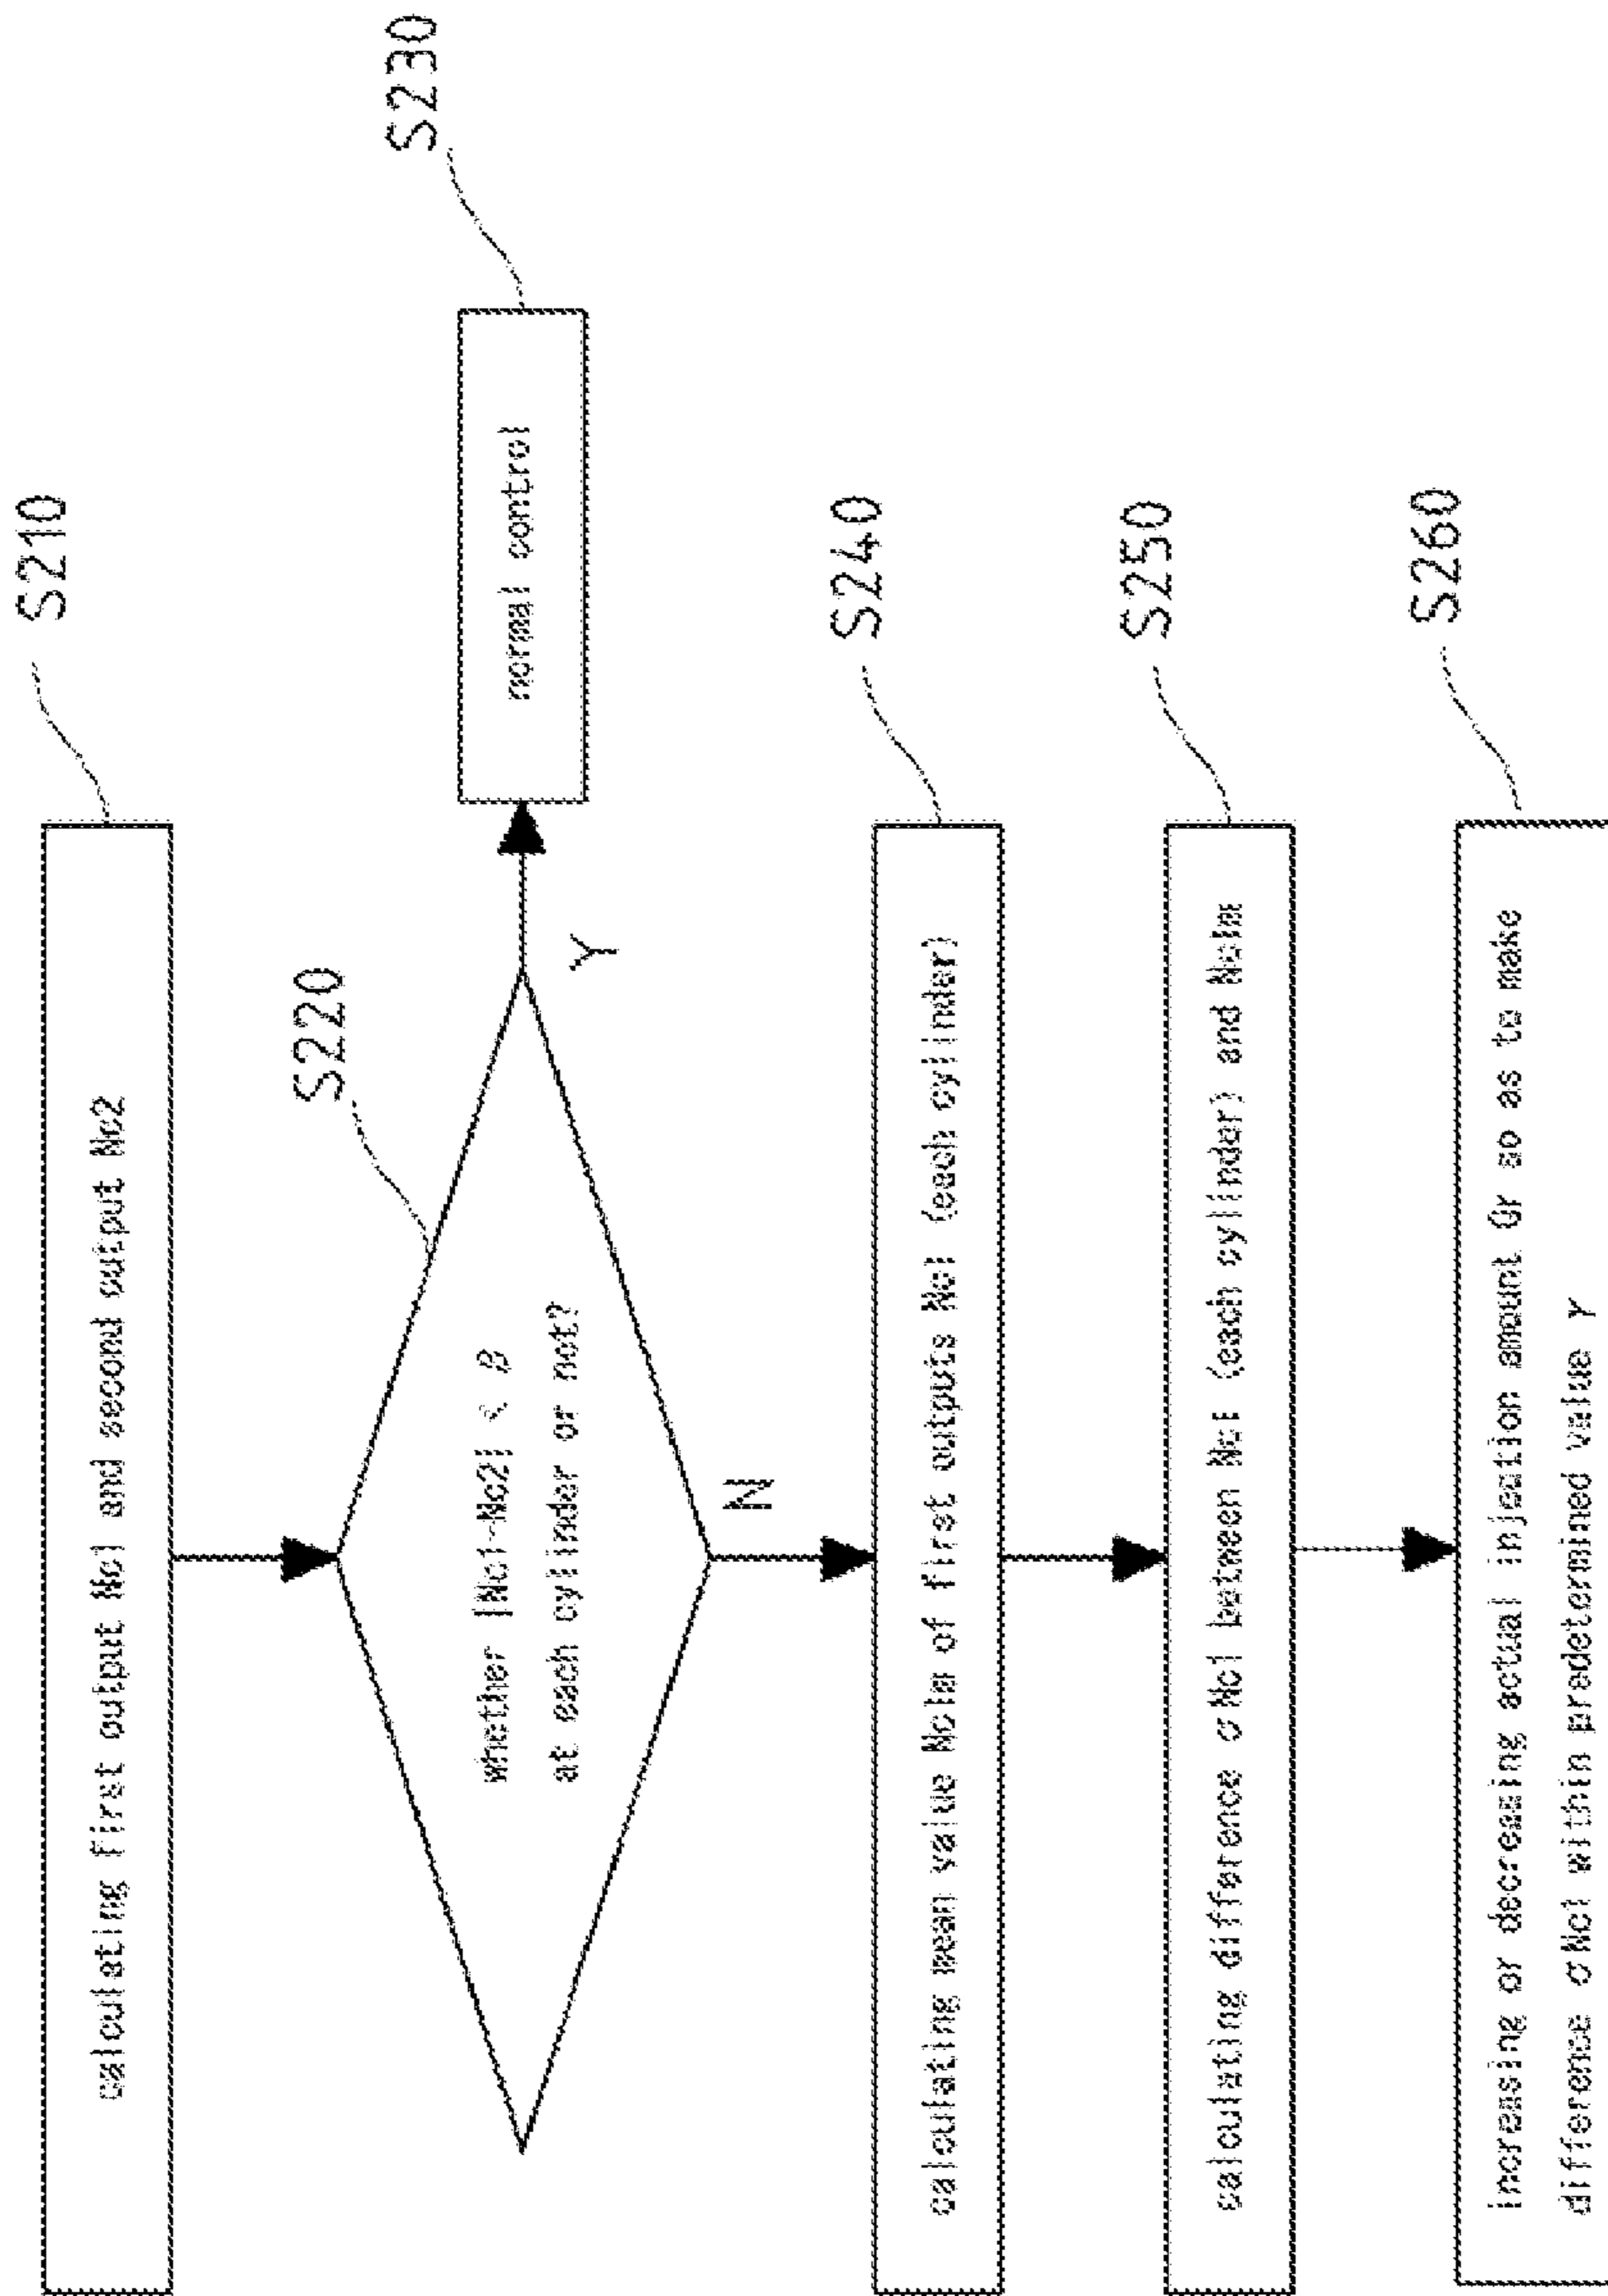 S210
calculating first output Nc1 and second output Nc2
S220
whether |Nc1-Nc2| < β
at each cylinder or not?
Y
S230
normal control
N
S240
calculating mean value Nc1m of first outputs Nc1 (each cylinder)
S250
calculating difference σNc1 between Nc1 (each cylinder) and Nc1m
S260
increasing or decreasing actual injection amount Qr so as to make
difference σNc1 within predetermined value γ